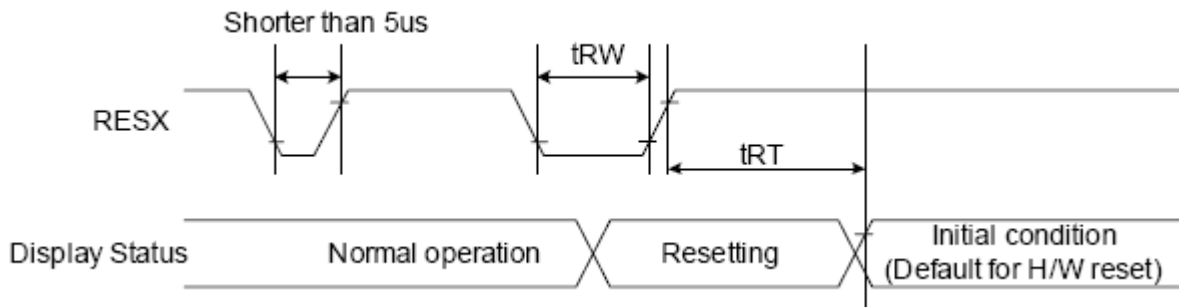 Shorter than 5us
tRW
RESX
tRT
Display Status
Normal operation
Resetting
Initial condition
(Default for H/W reset)